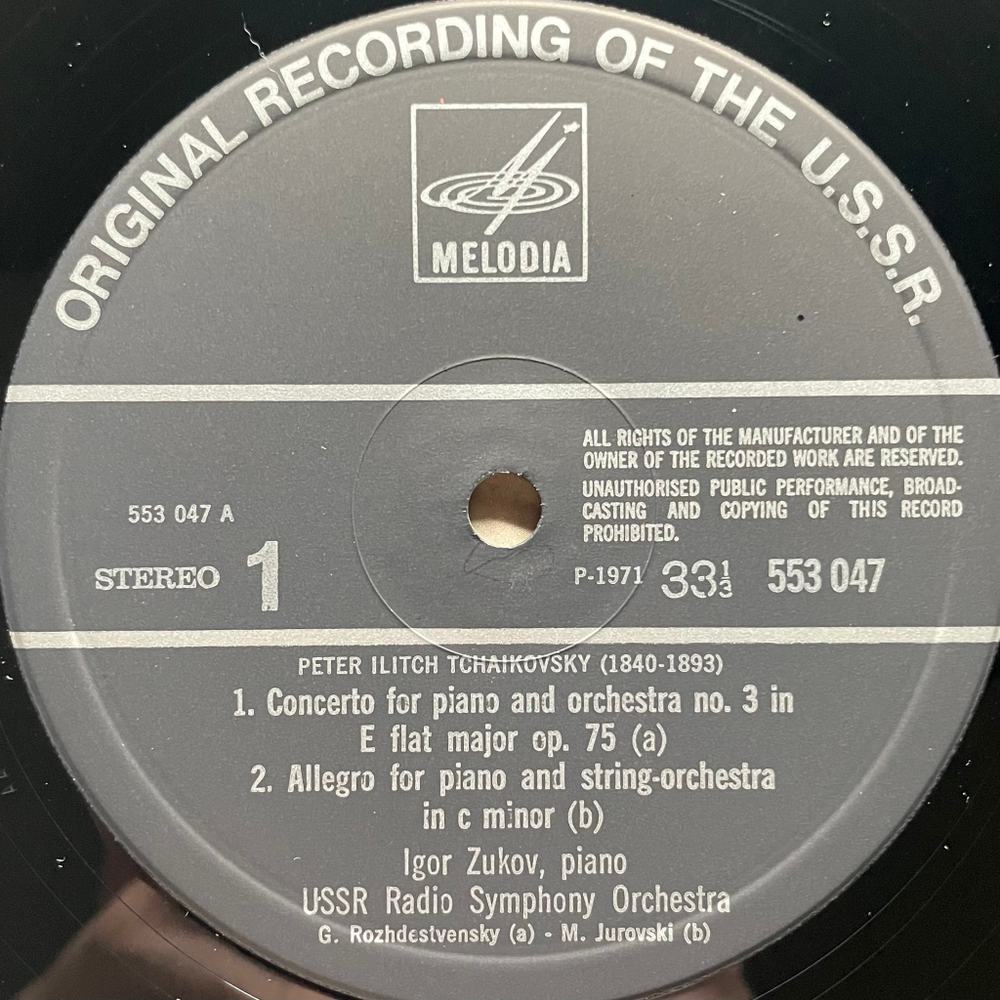 ORIGINAL RECORDING OF THE U.S.S.R.
MELODIA
ALL RIGHTS OF THE MANUFACTURER AND OF THE
OWNER OF THE RECORDED WORK ARE RESERVED.
UNAUTHORISED PUBLIC PERFORMANCE, BROAD-
CASTING AND COPYING OF THIS RECORD
PROHIBITED.
553 047 A
STEREO 1
P-1971 33⅓ 553 047
PETER ILITCH TCHAIKOVSKY (1840-1893)
1. Concerto for piano and orchestra no. 3 in
E flat major op. 75 (a)
2. Allegro for piano and string-orchestra
in c minor (b)
Igor Zukov, piano
USSR Radio Symphony Orchestra
G. Rozhdestvensky (a) - M. Jurovski (b)